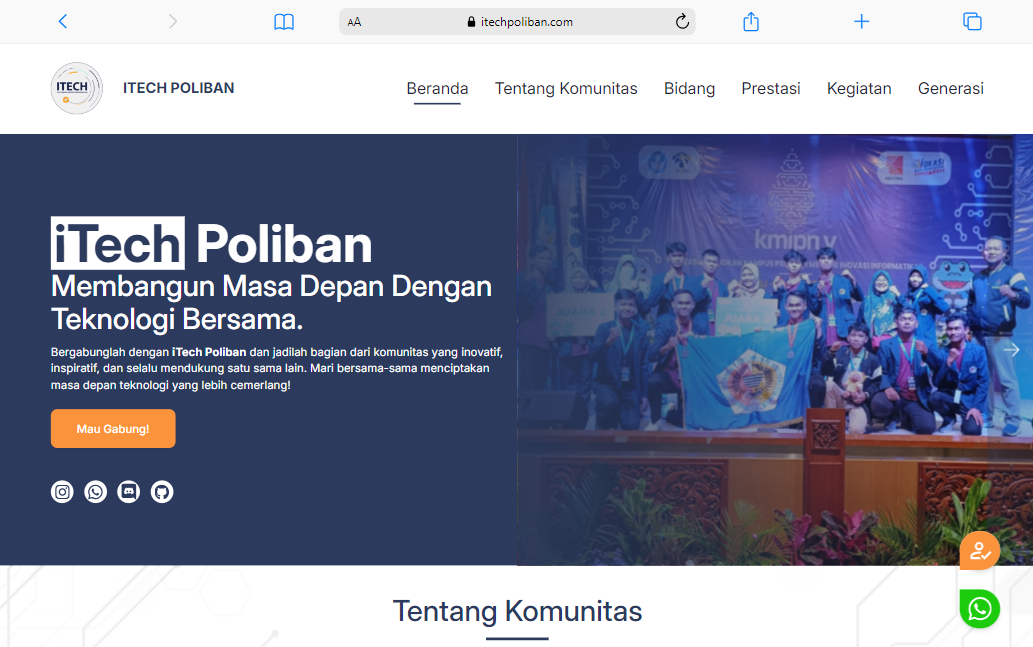 AA
itechpoliban.com
ITECH
ITECH POLIBAN
Beranda
Tentang Komunitas
Bidang
Prestasi
Kegiatan
Generasi
iTech Poliban
Membangun Masa Depan Dengan
Teknologi Bersama.
Bergabunglah dengan iTech Poliban dan jadilah bagian dari komunitas yang inovatif,
inspiratif, dan selalu mendukung satu sama lain. Mari bersama-sama menciptakan
masa depan teknologi yang lebih cemerlang!
Mau Gabung!
kmipn v
JUARA
Tentang Komunitas